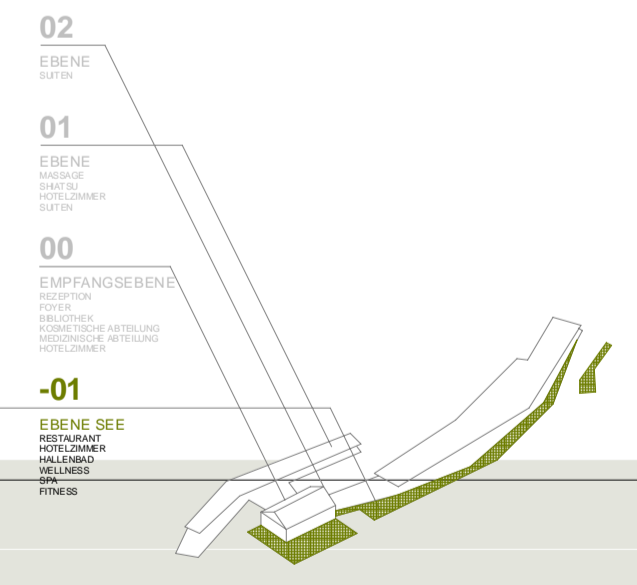 02
EBENE
SUITEN
01
EBENE
MASSAGE
SHIATSU
HOTELZIMMER
SUITEN
00
EMPFANGSEBENE
REZEPTION
FOYER
BIBLIOTHEK
KOSMETISCHE ABTEILUNG
MEDIZINISCHE ABTEILUNG
HOTELZIMMER
-01
EBENE SEE
RESTAURANT
HOTELZIMMER
HALLENBAD
WELLNESS
SPA
FITNESS